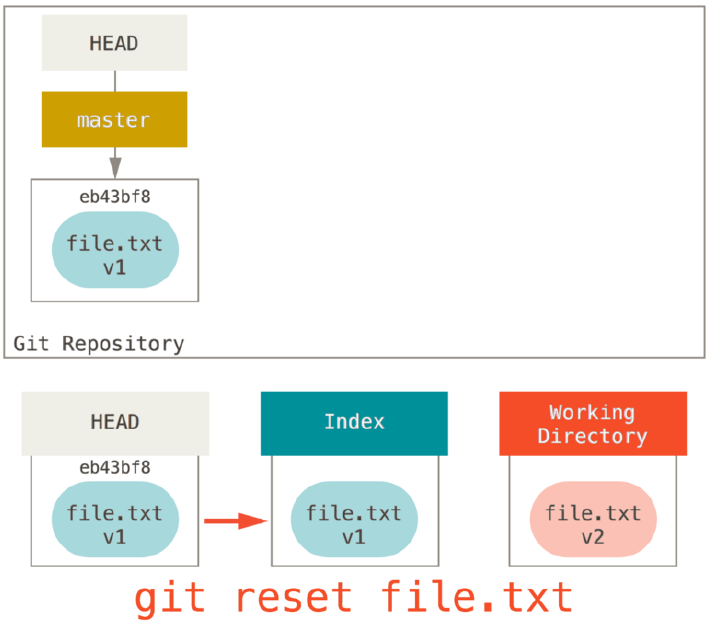 HEAD
master
eb43bf8
file.txt
v1
Git Repository
HEAD
Index
Working
Directory
eb43bf8
file.txt
v1
file.txt
v1
file.txt
v2
git reset file.txt